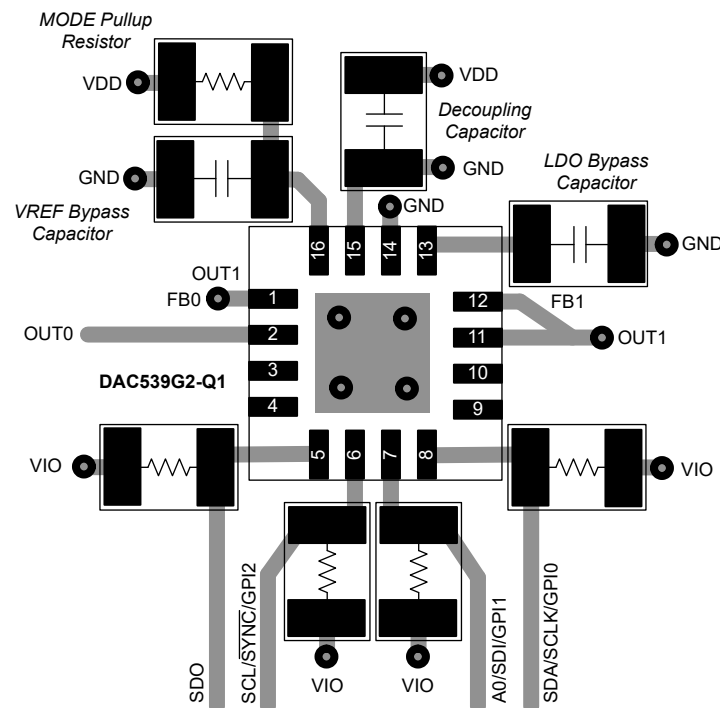 MODE Pullup
Resistor
VDD
VDD
Decoupling
Capacitor
GND
GND
VREF Bypass
Capacitor
LDO Bypass
Capacitor
GND
GND
16
15
14
13
OUT1
FB0
1
12
FB1
OUT0
2
11
OUT1
3
10
DAC539G2-Q1
4
9
VIO
5
6
7
8
VIO
SDO
SCL/SYNC/GPI2
VIO
VIO
A0/SDI/GPI1
SDA/SCLK/GPI0